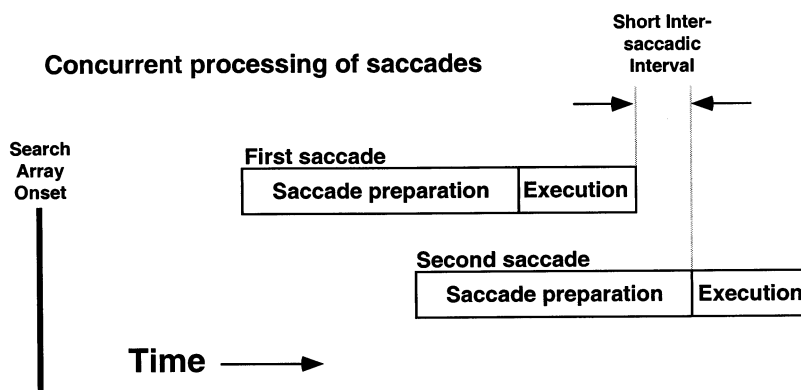 Short Inter-
saccadic
Interval
Concurrent processing of saccades
Search
Array
Onset
First saccade
Saccade preparation Execution
Second saccade
Saccade preparation Execution
Time